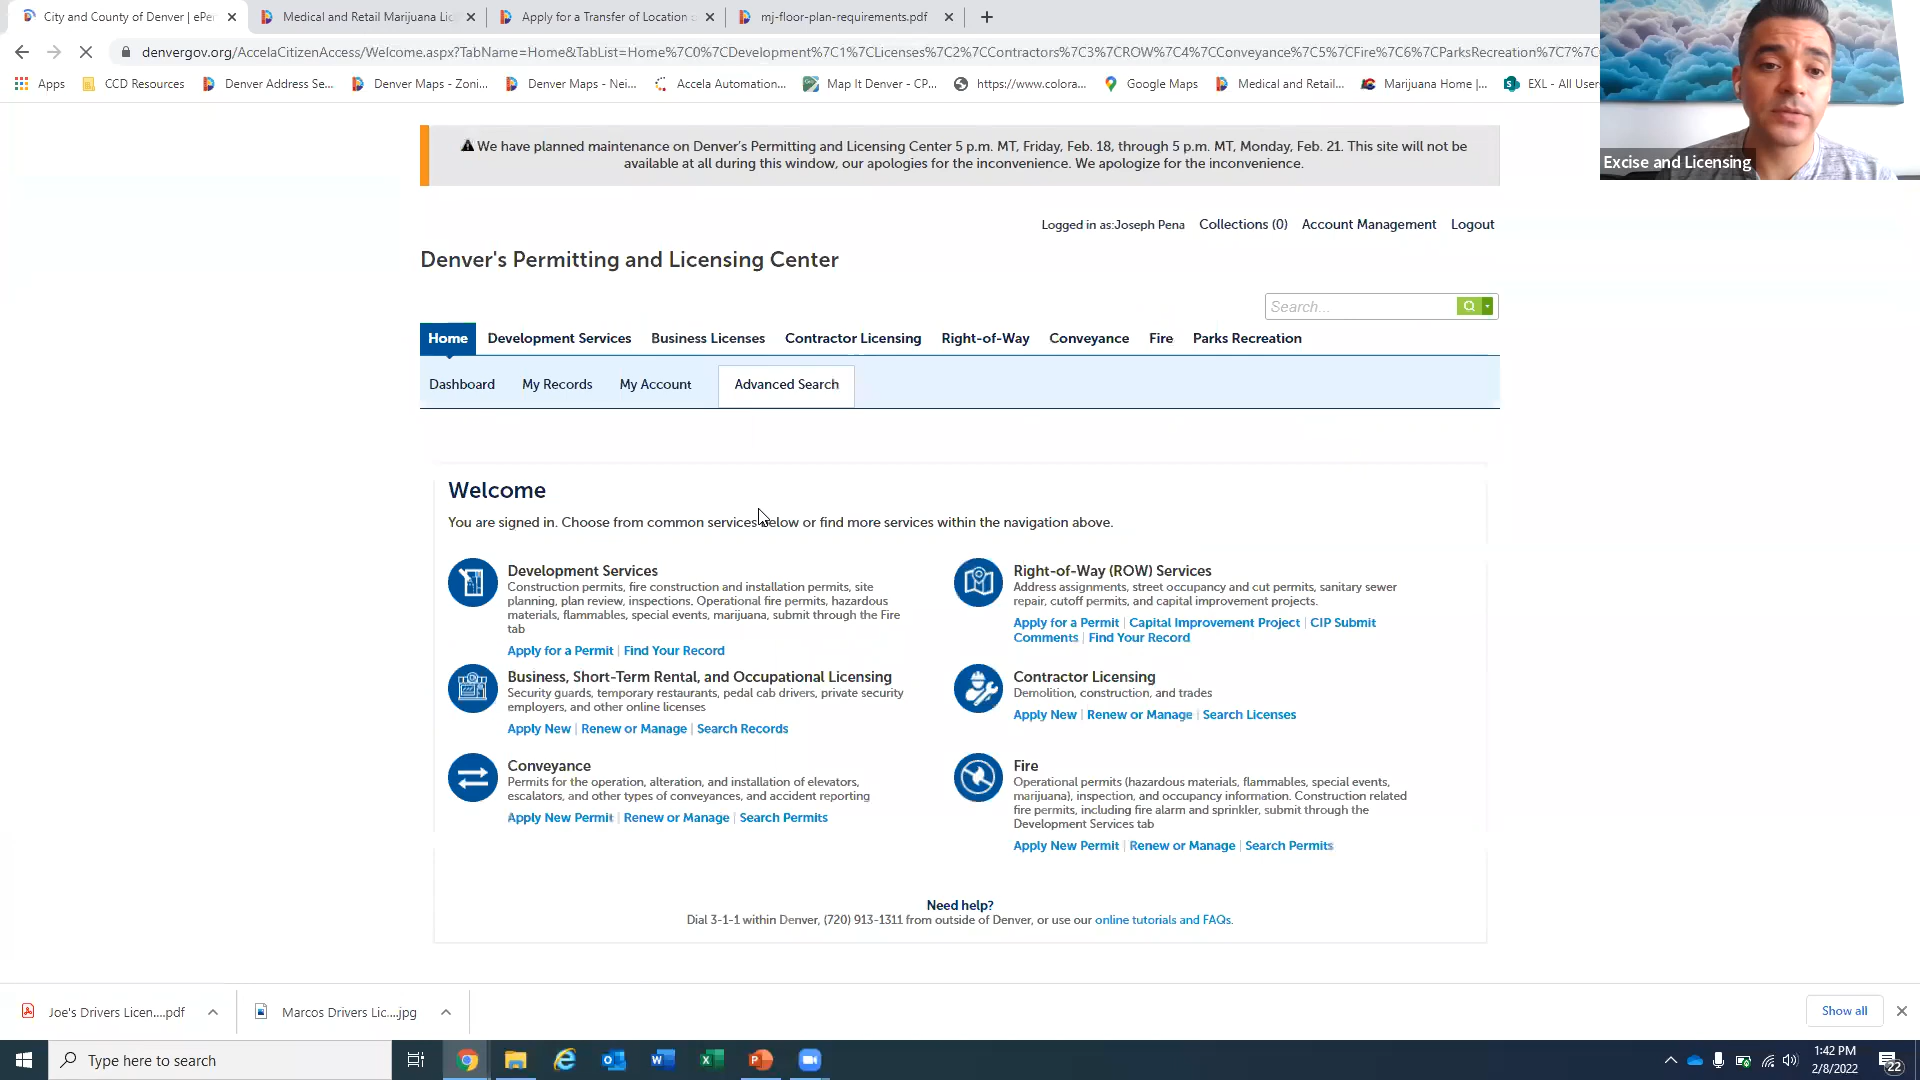 City and County of Denver | ePer
Medical and Retail Marijuana Lic
Apply for a Transfer of Location o
mj-floor-plan-requirements.pdf
denvergov.org/AccelaCitizenAccess/Welcome.aspx?TabName=Home&TabList=Home%7C0%7CDevelopment%7C1%7CLicenses%7C2%7CContractors%7C3%7CROW%7C4%7CConveyance%7C5%7CFire%7C6%7CParksRecreation%7C7%7C
Apps
CCD Resources
Denver Address Se...
Denver Maps - Zoni...
Denver Maps - Nei...
Accela Automation...
Map It Denver - CP...
https://www.colora...
Google Maps
Medical and Retail...
Marijuana Home |...
EXL - All User
Excise and Licensing
We have planned maintenance on Denver's Permitting and Licensing Center 5 p.m. MT, Friday, Feb. 18, through 5 p.m. MT, Monday, Feb. 21. This site will not be
available at all during this window, our apologies for the inconvenience. We apologize for the inconvenience.
Logged in as:Joseph Pena Collections (0) Account Management Logout
Denver's Permitting and Licensing Center
Search...
Home Development Services Business Licenses Contractor Licensing Right-of-Way Conveyance Fire Parks Recreation
Dashboard My Records My Account Advanced Search
Welcome
You are signed in. Choose from common services below or find more services within the navigation above.
Development Services
Construction permits, fire construction and installation permits, site
planning, plan review, inspections. Operational fire permits, hazardous
materials, flammables, special events, marijuana, submit through the Fire
tab
Apply for a Permit | Find Your Record
Right-of-Way (ROW) Services
Address assignments, street occupancy and cut permits, sanitary sewer
repair, cutoff permits, and capital improvement projects.
Apply for a Permit | Capital Improvement Project | CIP Submit
Comments | Find Your Record
Business, Short-Term Rental, and Occupational Licensing
Security guards, temporary restaurants, pedal cab drivers, private security
employers, and other online licenses
Apply New | Renew or Manage | Search Records
Contractor Licensing
Demolition, construction, and trades
Apply New | Renew or Manage | Search Licenses
Conveyance
Permits for the operation, alteration, and installation of elevators,
escalators, and other types of conveyances, and accident reporting
Apply New Permit | Renew or Manage | Search Permits
Fire
Operational permits (hazardous materials, flammables, special events,
marijuana), inspection, and occupancy information. Construction related
fire permits, including fire alarm and sprinkler, submit through the
Development Services tab
Apply New Permit | Renew or Manage | Search Permits
Need help?
Dial 3-1-1 within Denver, (720) 913-1311 from outside of Denver, or use our online tutorials and FAQs.
Joe's Drivers Licen....pdf
Marcos Drivers Lic....jpg
Show all
Type here to search
1:42 PM
2/8/2022
22